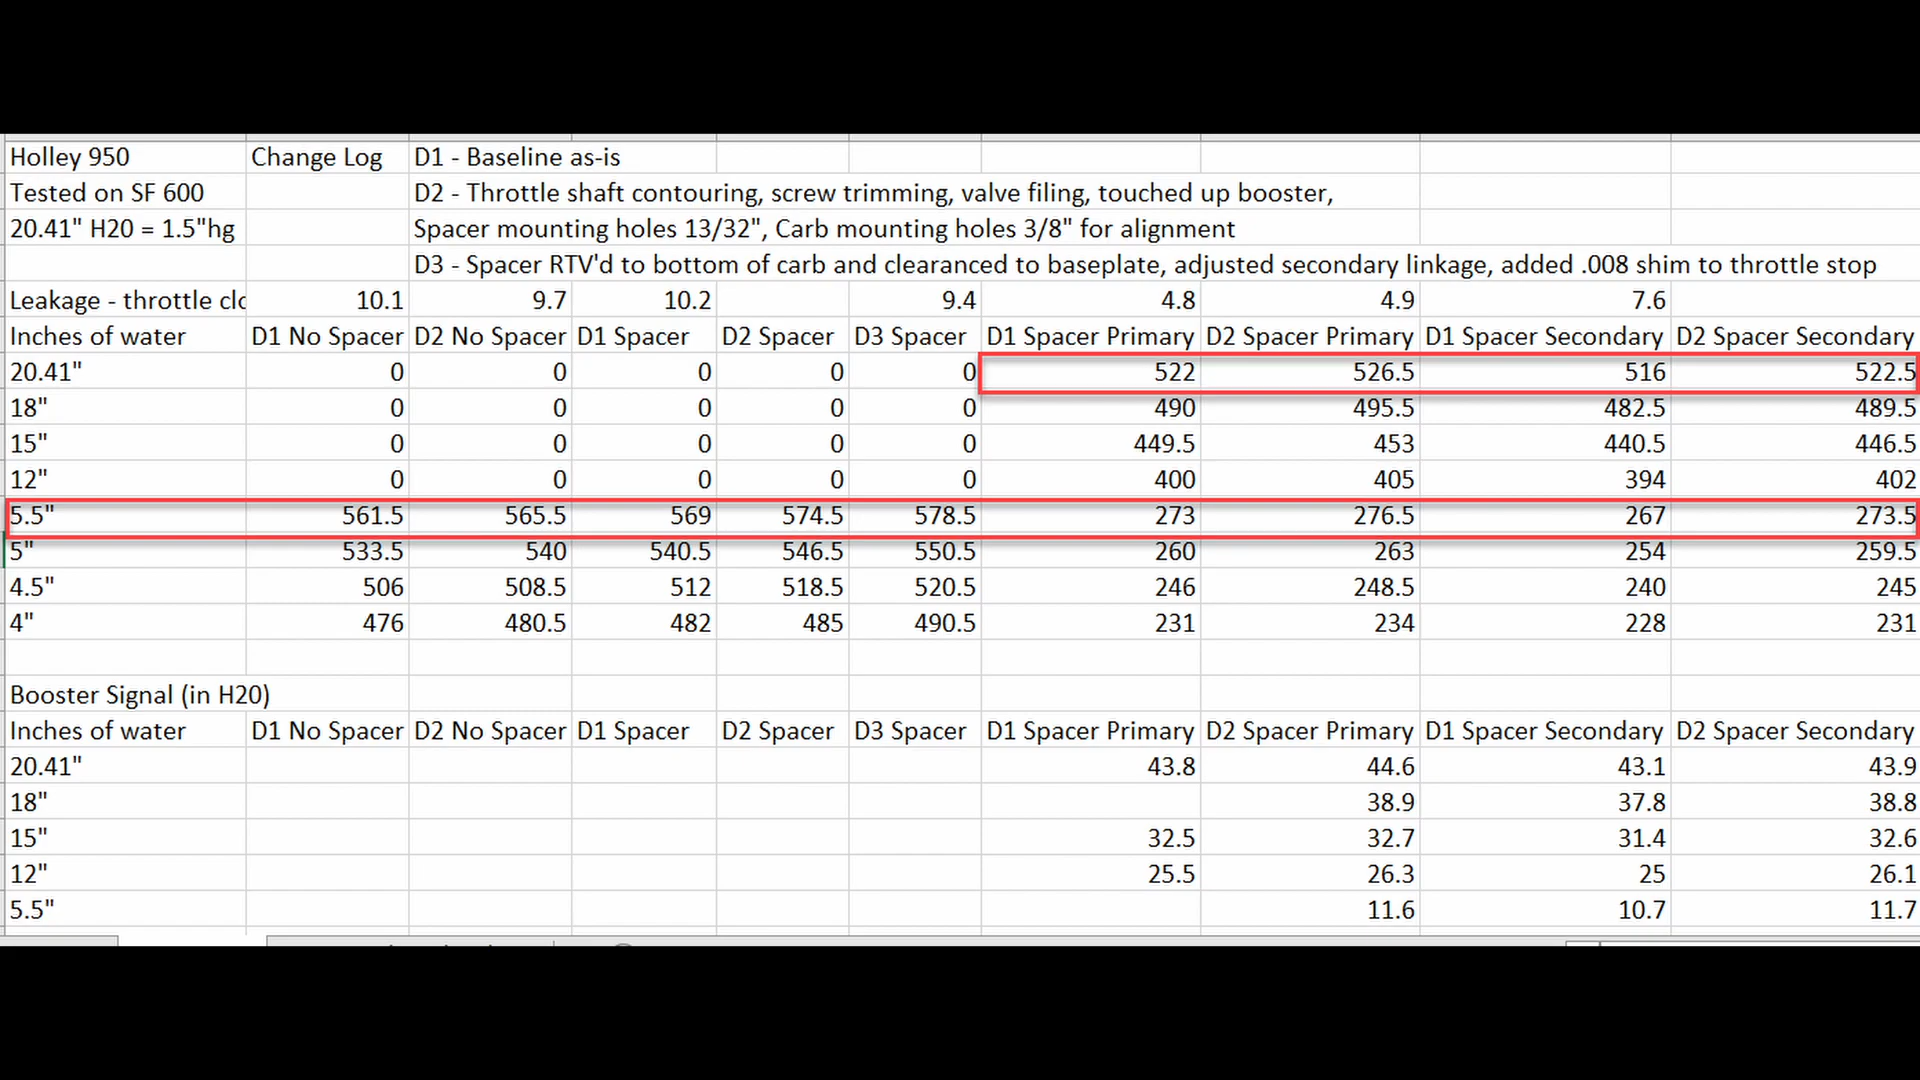 Holley 950 Change Log D1 - Baseline as-is
Tested on SF 600 D2 - Throttle shaft contouring, screw trimming, valve filing, touched up booster,
20.41" H20 = 1.5"hg Spacer mounting holes 13/32", Carb mounting holes 3/8" for alignment
D3 - Spacer RTV'd to bottom of carb and clearanced to baseplate, adjusted secondary linkage, added .008 shim to throttle stop
Leakage - throttle clo 10.1 9.7 10.2 9.4 4.8 4.9 7.6
Inches of water D1 No Spacer D2 No Spacer D1 Spacer D2 Spacer D3 Spacer D1 Spacer Primary D2 Spacer Primary D1 Spacer Secondary D2 Spacer Secondary
20.41" 0 0 0 0 0 522 526.5 516 522.5
18" 0 0 0 0 0 490 495.5 482.5 489.5
15" 0 0 0 0 0 449.5 453 440.5 446.5
12" 0 0 0 0 0 400 405 394 402
5.5" 561.5 565.5 569 574.5 578.5 273 276.5 267 273.5
5" 533.5 540 540.5 546.5 550.5 260 263 254 259.5
4.5" 506 508.5 512 518.5 520.5 246 248.5 240 245
4" 476 480.5 482 485 490.5 231 234 228 231
Booster Signal (in H20)
Inches of water D1 No Spacer D2 No Spacer D1 Spacer D2 Spacer D3 Spacer D1 Spacer Primary D2 Spacer Primary D1 Spacer Secondary D2 Spacer Secondary
20.41" 43.8 44.6 43.1 43.9
18" 38.9 37.8 38.8
15" 32.5 32.7 31.4 32.6
12" 25.5 26.3 25 26.1
5.5" 11.6 10.7 11.7